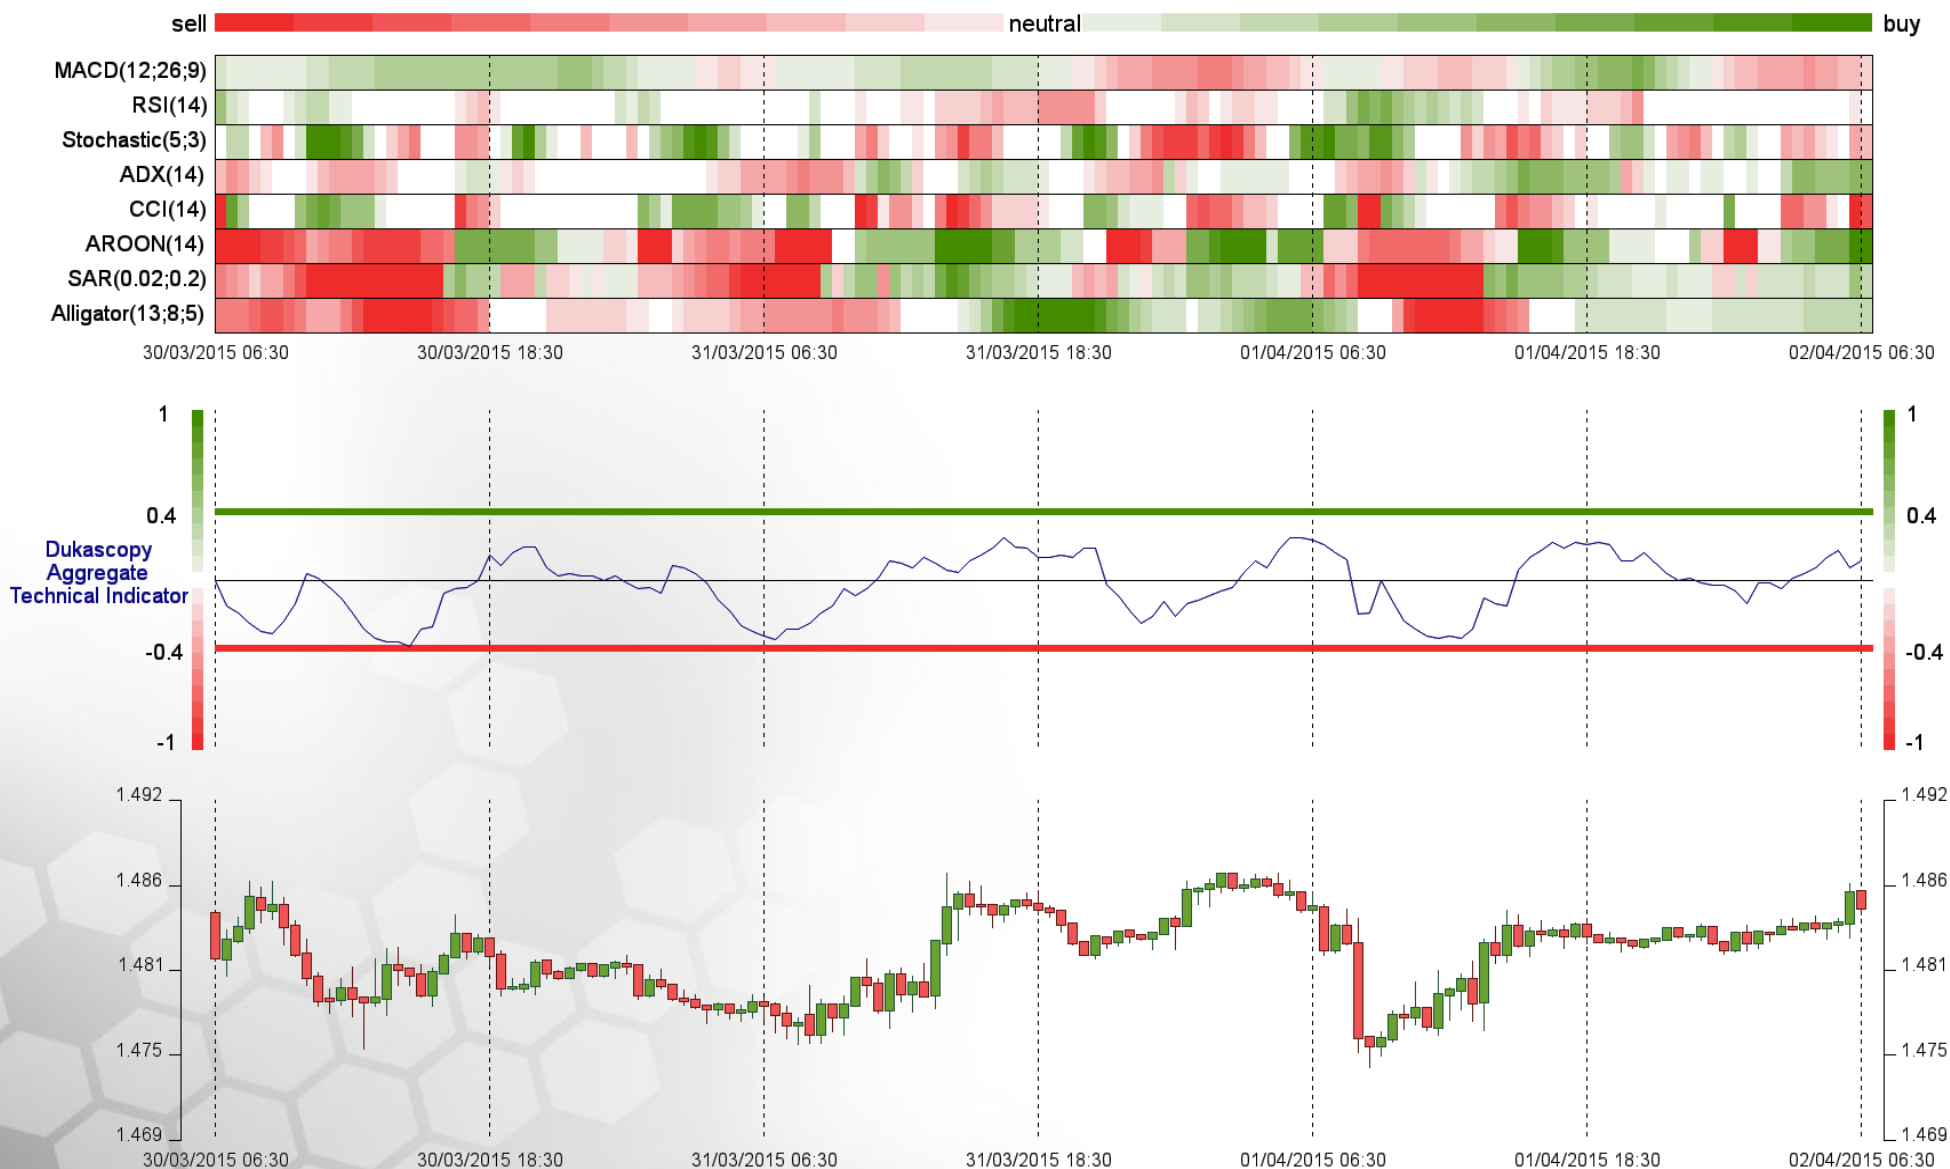 sell neutral buy
MACD(12;26;9)
RSI(14)
Stochastic(5;3)
ADX(14)
CCI(14)
AROON(14)
SAR(0.02;0.2)
Alligator(13;8;5)
30/03/2015 06:30 30/03/2015 18:30 31/03/2015 06:30 31/03/2015 18:30 01/04/2015 06:30 01/04/2015 18:30 02/04/2015 06:30
1 1
0.4 0.4
Dukascopy
Aggregate
Technical Indicator
-0.4 -0.4
-1 -1
1.492 1.492
1.486 1.486
1.481 1.481
1.475 1.475
1.469 1.469
30/03/2015 06:30 30/03/2015 18:30 31/03/2015 06:30 31/03/2015 18:30 01/04/2015 06:30 01/04/2015 18:30 02/04/2015 06:30